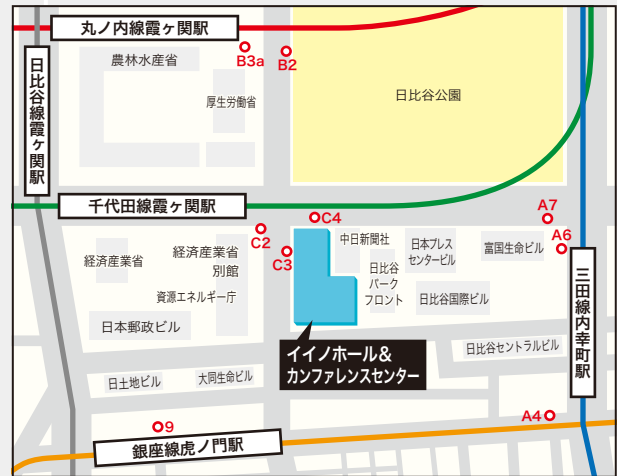 丸ノ内線霞ヶ関駅
日比谷線霞ヶ関駅
農林水産省
B3a
B2
厚生労働省
日比谷公園
千代田線霞ヶ関駅
C4
A7
C2
C3
A6
経済産業省
経済産業省
別館
資源エネルギー庁
中日新聞社
日比谷
パーク
フロント
日本プレス
センタービル
富国生命ビル
日比谷国際ビル
三田線内幸町駅
日本郵政ビル
イイノホール&
カンファレンスセンター
日比谷セントラルビル
日土地ビル
大同生命ビル
9
A4
銀座線虎ノ門駅